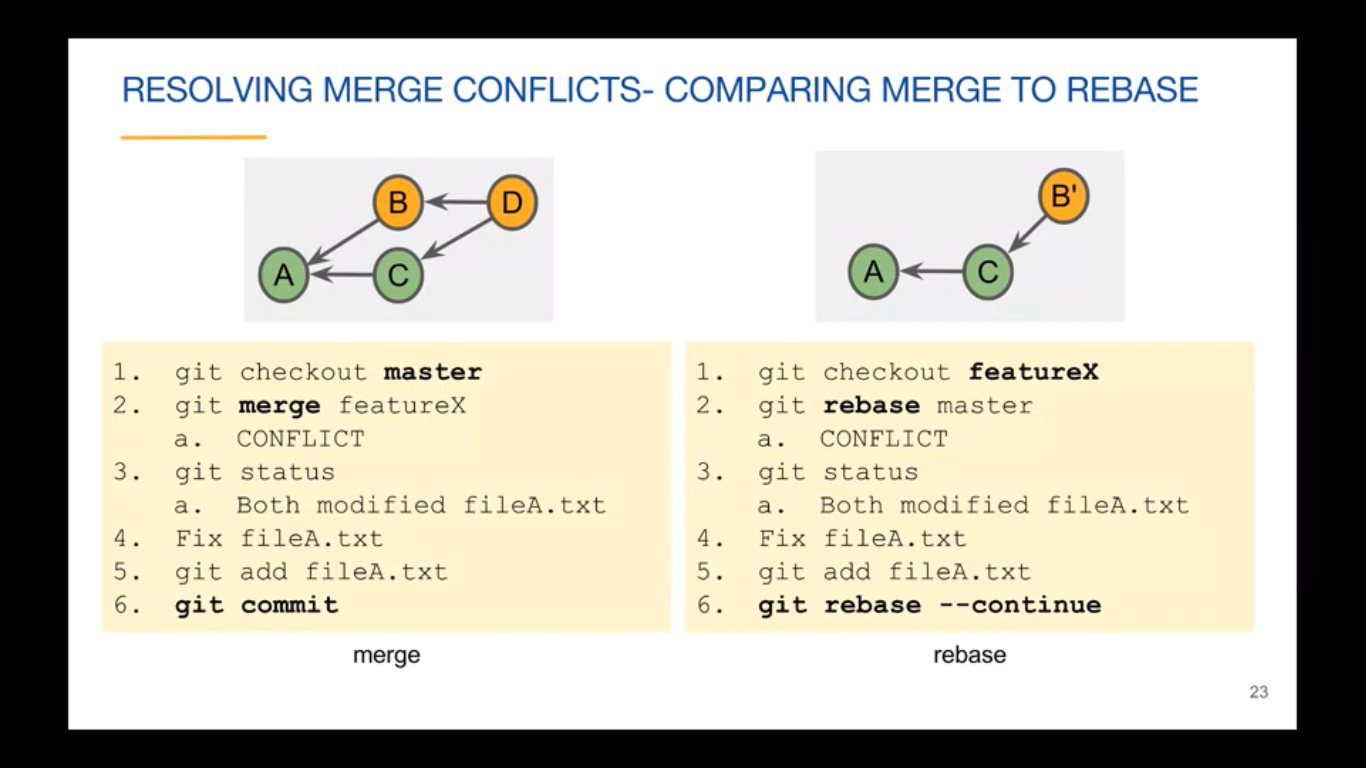 RESOLVING MERGE CONFLICTS- COMPARING MERGE TO REBASE
B D
A C
B'
A C
1. git checkout master
2. git merge featureX
a. CONFLICT
3. git status
a. Both modified fileA.txt
4. Fix fileA.txt
5. git add fileA.txt
6. git commit
merge
1. git checkout featureX
2. git rebase master
a. CONFLICT
3. git status
a. Both modified fileA.txt
4. Fix fileA.txt
5. git add fileA.txt
6. git rebase --continue
rebase
23